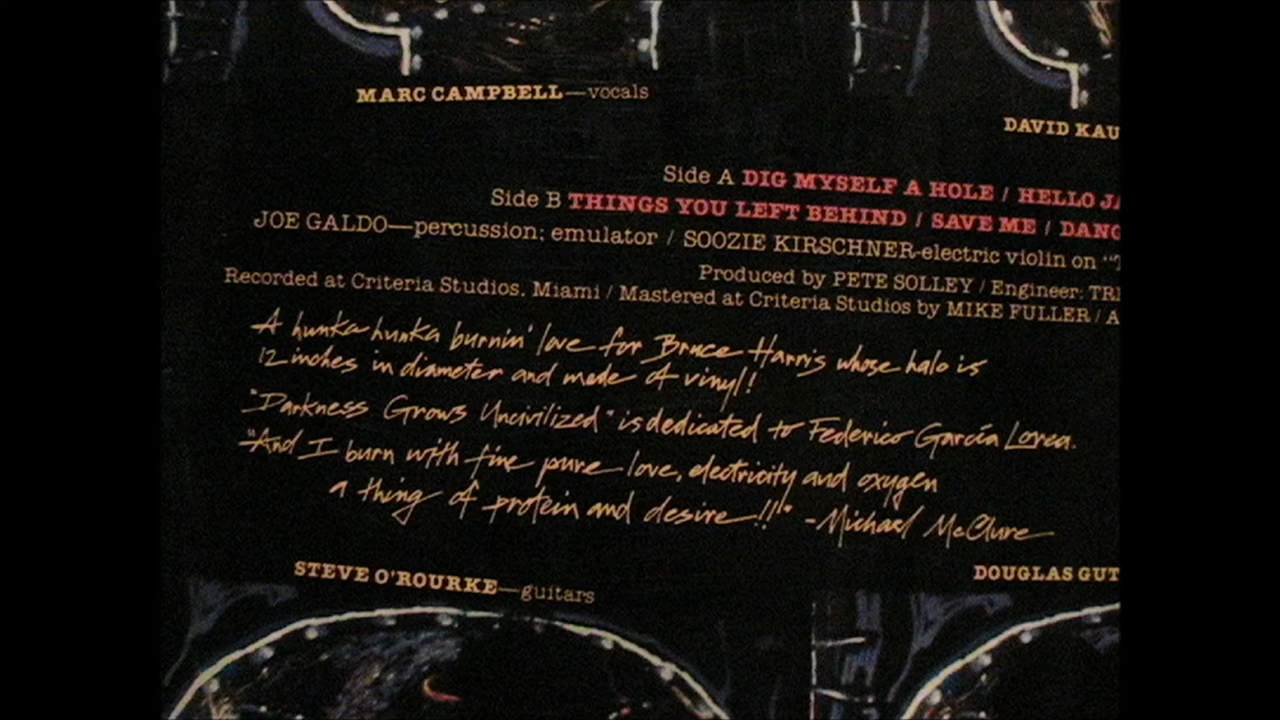 MARC CAMPBELL—vocals
DAVID KAU
Side A DIG MYSELF A HOLE / HELLO JA
Side B THINGS YOU LEFT BEHIND / SAVE ME / DANG
JOE GALDO—percussion; emulator / SOOZIE KIRSCHNER-electric violin on "T
Produced by PETE SOLLEY / Engineer: TRE
Recorded at Criteria Studios, Miami / Mastered at Criteria Studios by MIKE FULLER / A
A hunka hunka burnin' love for Bruce Harris whose halo is
12 inches in diameter and made of vinyl!
"Darkness Grows Uncivilized" is dedicated to Federico García Lorca.
"And I burn with fine pure love, electricity and oxygen
a thing of protein and desire!!" -Michael McClure
STEVE O'ROURKE—guitars
DOUGLAS GUT